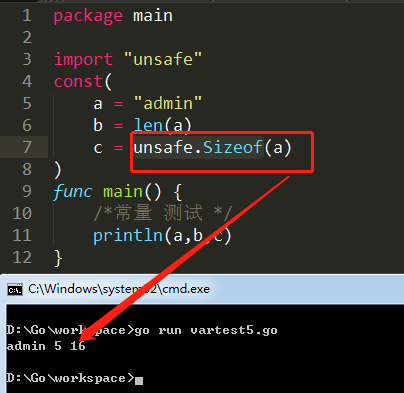 1 package main
2
3 import "unsafe"
4 const(
5 a = "admin"
6 b = len(a)
7 c = unsafe.Sizeof(a)
8 )
9 func main() {
10 /*常量 测试 */
11 println(a,b,c)
12 }
C:\Windows\system32\cmd.exe
D:\Go\workspace>go run vartest5.go
admin 5 16
D:\Go\workspace>